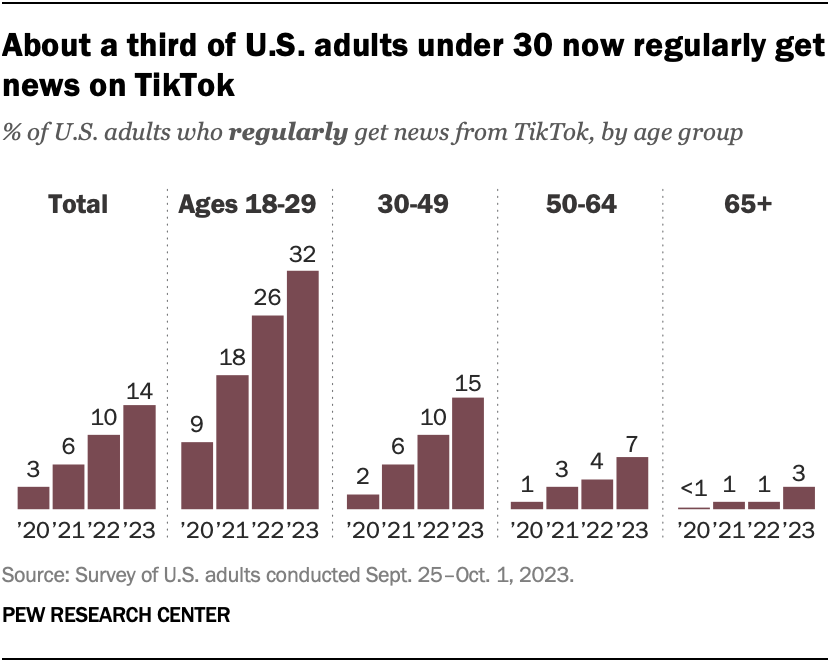 About a third of U.S. adults under 30 now regularly get
news on TikTok
% of U.S. adults who regularly get news from TikTok, by age group
Total
3
6
10
14
’20 ’21 ’22 ’23
Ages 18-29
9
18
26
32
’20 ’21 ’22 ’23
30-49
2
6
10
15
’20 ’21 ’22 ’23
50-64
1
3
4
7
’20 ’21 ’22 ’23
65+
<1
1
1
3
’20 ’21 ’22 ’23
Source: Survey of U.S. adults conducted Sept. 25–Oct. 1, 2023.
PEW RESEARCH CENTER